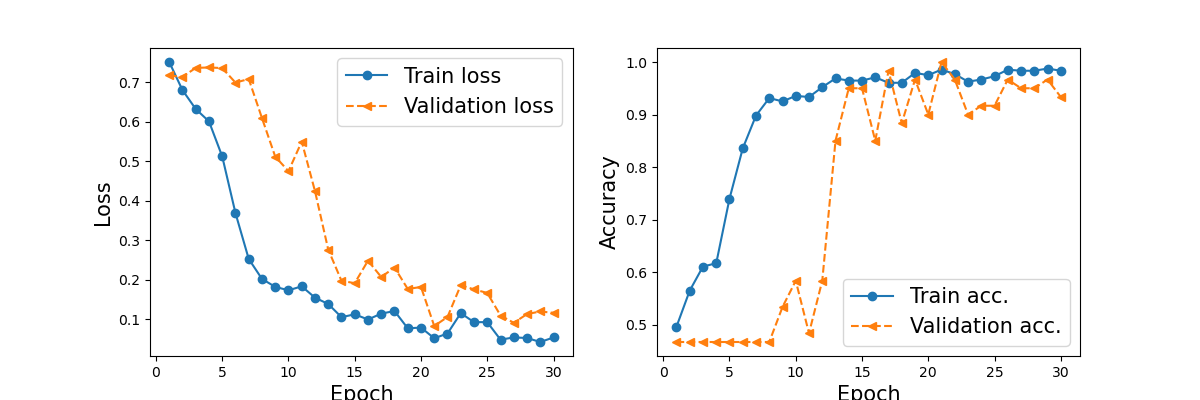 Train loss
Validation loss
0.7
0.6
0.5
0.4
0.3
0.2
0.1
Loss
0 5 10 15 20 25 30
Epoch
Train acc.
Validation acc.
1.0
0.9
0.8
0.7
0.6
0.5
Accuracy
0 5 10 15 20 25 30
Epoch